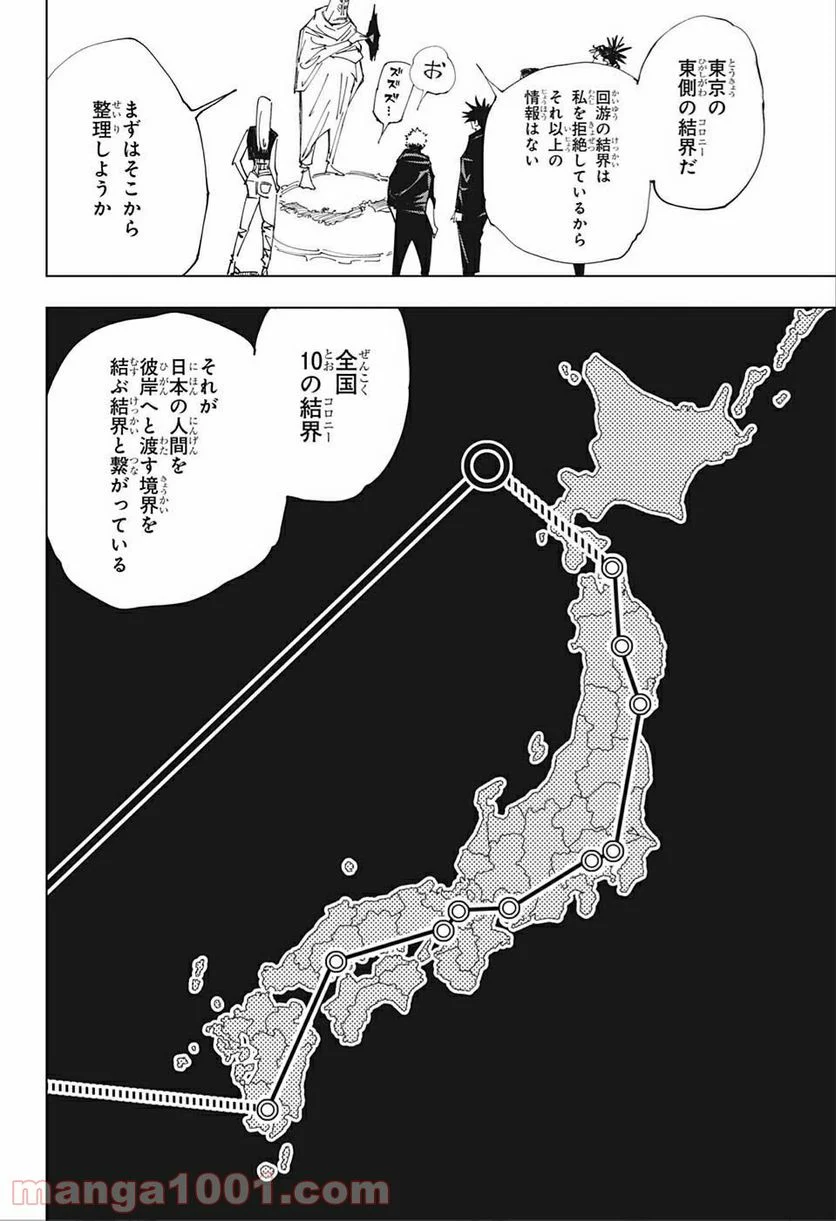 東京の
東側の結界だ
回游の結界は
私を拒絶しているから
それ以上の
情報はない
お
ズズズ…
ズズ…
まずはそこから
整理しようか
全国
10の結界
それが
日本の人間を
彼岸へと渡す境界を
結ぶ結界と繋がっている
manga1001.com